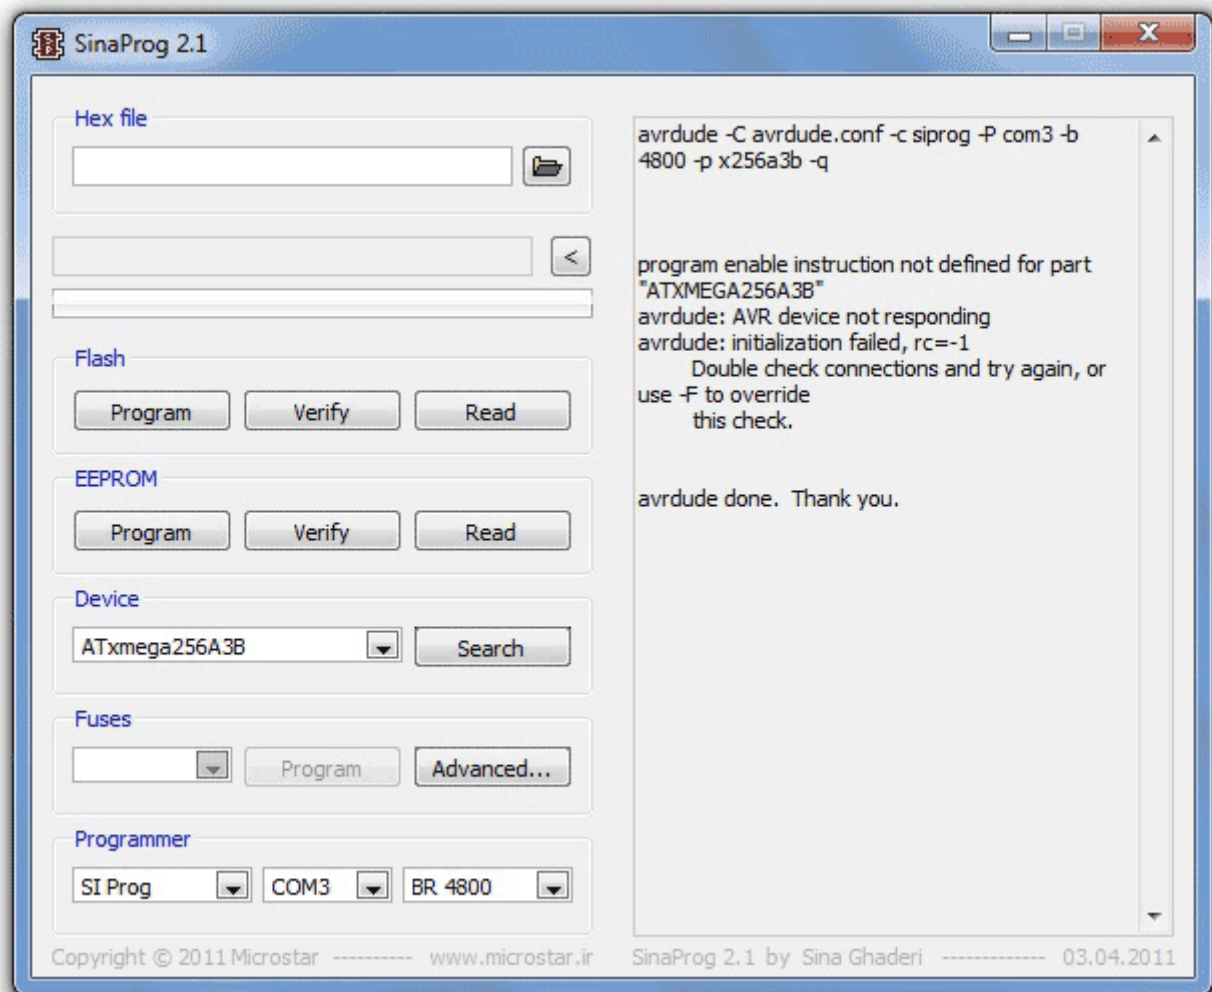 SinaProg 2.1
Hex file
<
Flash
Program Verify Read
EEPROM
Program Verify Read
Device
ATxmega256A3B Search
Fuses
Program Advanced...
Programmer
SI Prog COM3 BR 4800
Copyright © 2011 Microstar ---------- www.microstar.ir
avrdude -C avrdude.conf -c siprog -P com3 -b
4800 -p x256a3b -q
program enable instruction not defined for part
"ATXMEGA256A3B"
avrdude: AVR device not responding
avrdude: initialization failed, rc=-1
Double check connections and try again, or
use -F to override
this check.
avrdude done.  Thank you.
SinaProg 2.1 by Sina Ghaderi ------------- 03.04.2011